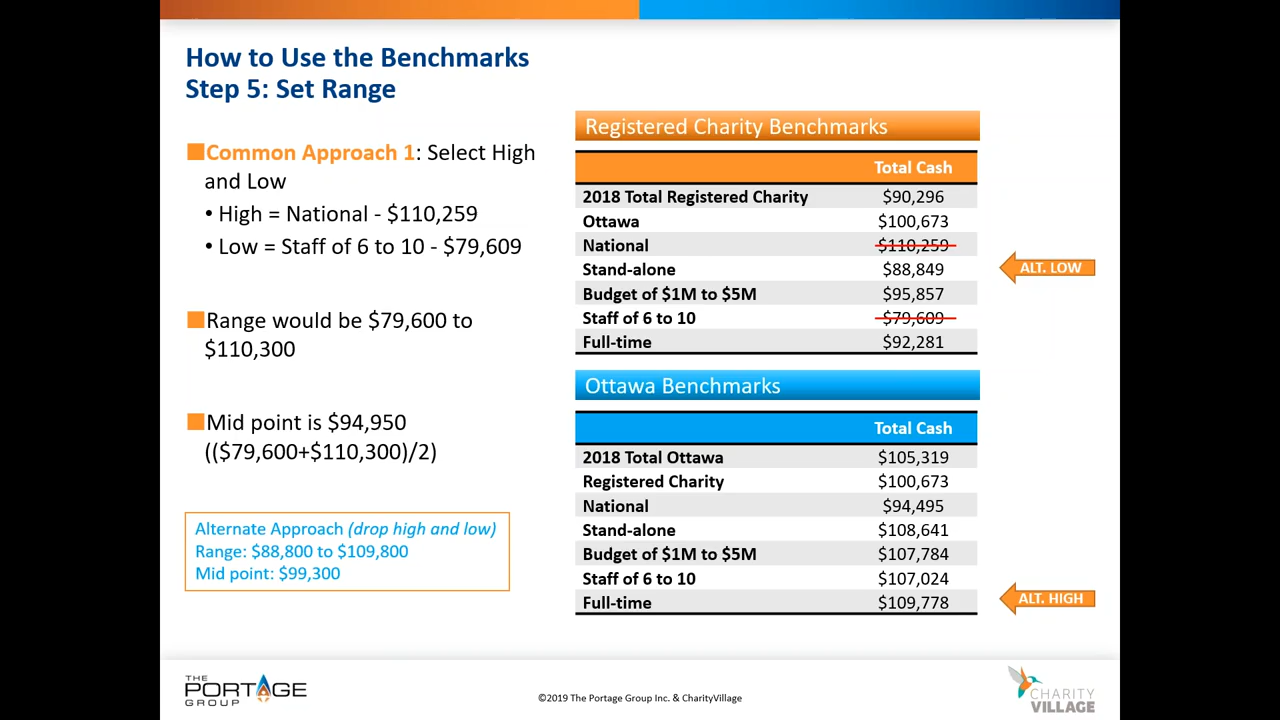 How to Use the Benchmarks
Step 5: Set Range
Common Approach 1: Select High
and Low
• High = National - $110,259
• Low = Staff of 6 to 10 - $79,609
Range would be $79,600 to
$110,300
Mid point is $94,950
(($79,600+$110,300)/2)
Alternate Approach (drop high and low)
Range: $88,800 to $109,800
Mid point: $99,300
Registered Charity Benchmarks
Total Cash
2018 Total Registered Charity $90,296
Ottawa $100,673
National $110,259
Stand-alone $88,849
ALT. LOW
Budget of $1M to $5M $95,857
Staff of 6 to 10 $79,609
Full-time $92,281
Ottawa Benchmarks
Total Cash
2018 Total Ottawa $105,319
Registered Charity $100,673
National $94,495
Stand-alone $108,641
Budget of $1M to $5M $107,784
Staff of 6 to 10 $107,024
Full-time $109,778
ALT. HIGH
THE
PORTAGE
GROUP
©2019 The Portage Group Inc. & CharityVillage
CHARITY
VILLAGE